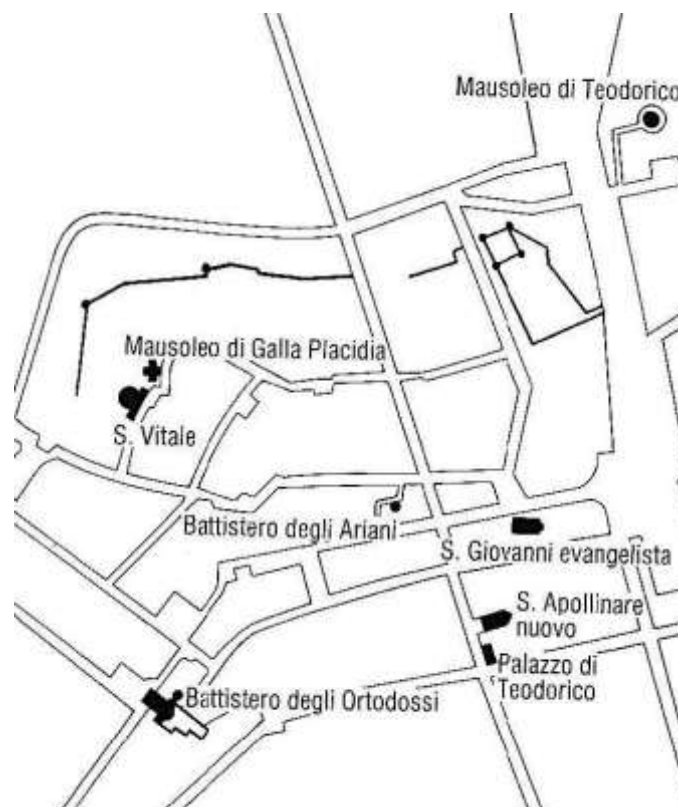 Mausoleo di Teodorico
Mausoleo di Galla Placidia
S. Vitale
Battistero degli Ariani
S. Giovanni evangelista
S. Apollinare
nuovo
Palazzo di
Teodorico
Battistero degli Ortodossi